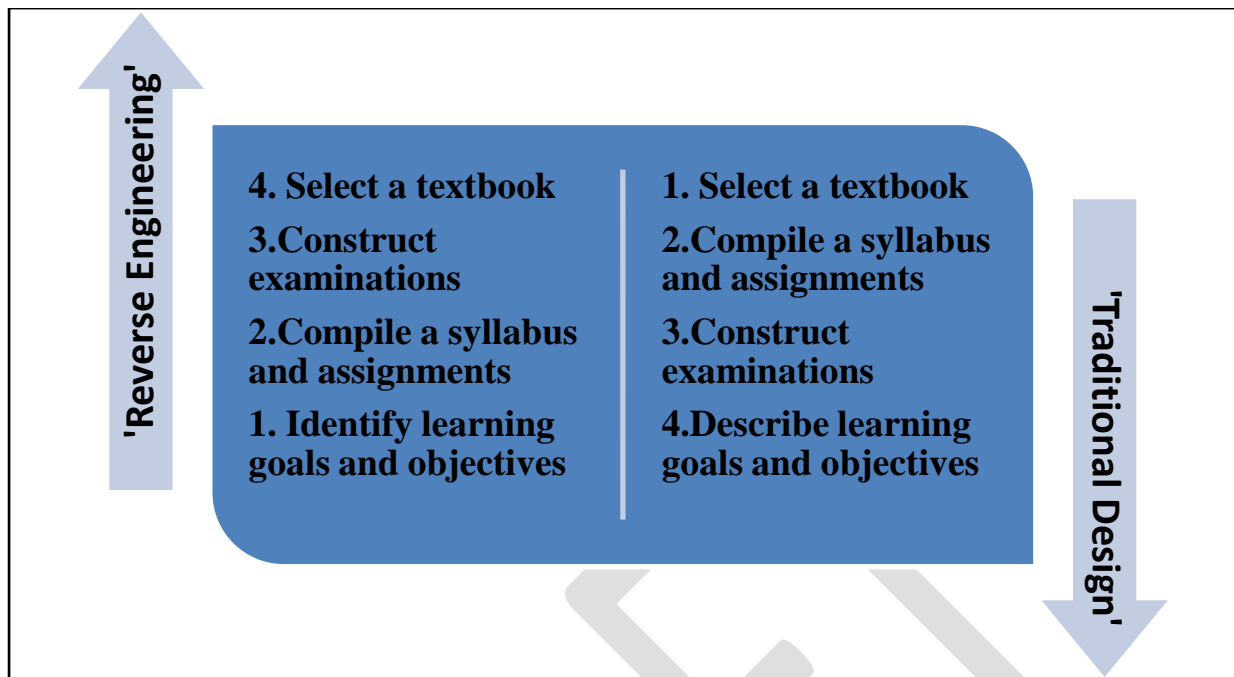 'Reverse Engineering'
4. Select a textbook
3.Construct
examinations
2.Compile a syllabus
and assignments
1. Identify learning
goals and objectives
1. Select a textbook
2.Compile a syllabus
and assignments
3.Construct
examinations
4.Describe learning
goals and objectives
'Traditional Design'